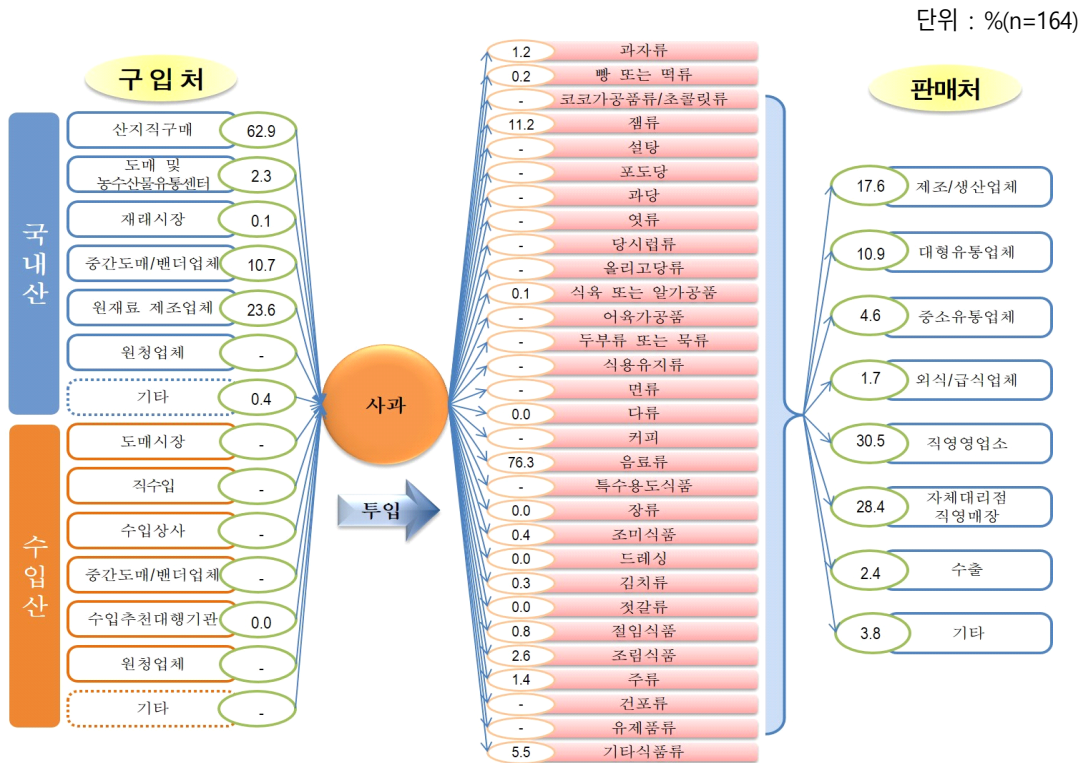 단위 : %(n=164)
구 입 처
국내산
산지직구매 62.9
도매 및
농수산물유통센터 2.3
재래시장 0.1
중간도매/밴더업체 10.7
원재료 제조업체 23.6
원청업체 -
기타 0.4
수입산
도매시장 -
직수입 -
수입상사 -
중간도매/밴더업체 -
수입추천대행기관 0.0
원청업체 -
기타 -
사과
투입
1.2 과자류
0.2 빵 또는 떡류
- 코코가공품류/초콜릿류
11.2 잼류
- 설탕
- 포도당
- 과당
- 엿류
- 당시럽류
- 올리고당류
0.1 식육 또는 알가공품
- 어육가공품
- 두부류 또는 묵류
- 식용유지류
- 면류
0.0 다류
- 커피
76.3 음료류
- 특수용도식품
0.0 장류
0.4 조미식품
0.0 드레싱
0.3 김치류
0.0 젓갈류
0.8 절임식품
2.6 조림식품
1.4 주류
- 건포류
- 유제품류
5.5 기타식품류
판매처
17.6 제조/생산업체
10.9 대형유통업체
4.6 중소유통업체
1.7 외식/급식업체
30.5 직영영업소
28.4 자체대리점
직영매장
2.4 수출
3.8 기타